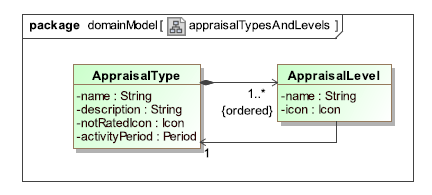 package domainModel[ appraisalTypesAndLevels ]
AppraisalType
-name : String
-description : String
-notRatedIcon : Icon
-activityPeriod : Period
1..*
{ordered}
AppraisalLevel
-name : String
-icon : Icon
1